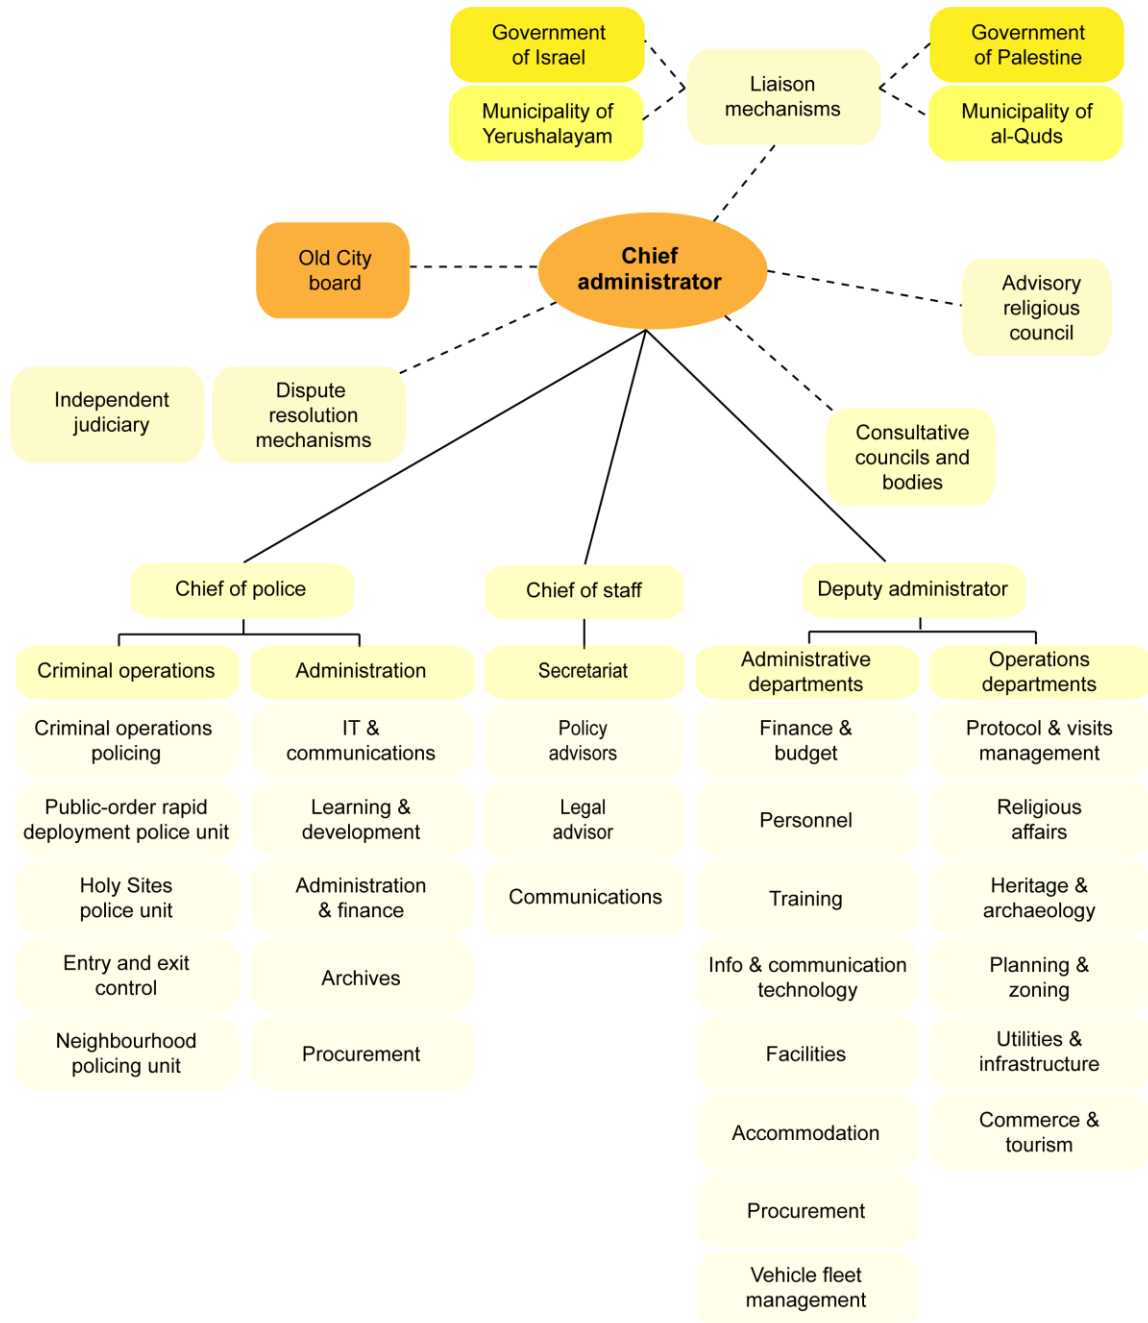 Government
of Israel
Municipality of
Yerushalayam
Liaison
mechanisms
Government
of Palestine
Municipality of
al-Quds
Old City
board
Chief
administrator
Advisory
religious
council
Independent
judiciary
Dispute
resolution
mechanisms
Consultative
councils and
bodies
Chief of police
Chief of staff
Deputy administrator
Criminal operations
Criminal operations
policing
Public-order rapid
deployment police unit
Holy Sites
police unit
Entry and exit
control
Neighbourhood
policing unit
Administration
IT &
communications
Learning &
development
Administration
& finance
Archives
Procurement
Secretariat
Policy
advisors
Legal
advisor
Communications
Administrative
departments
Finance &
budget
Personnel
Training
Info & communication
technology
Facilities
Accommodation
Procurement
Vehicle fleet
management
Operations
departments
Protocol & visits
management
Religious
affairs
Heritage &
archaeology
Planning &
zoning
Utilities &
infrastructure
Commerce &
tourism